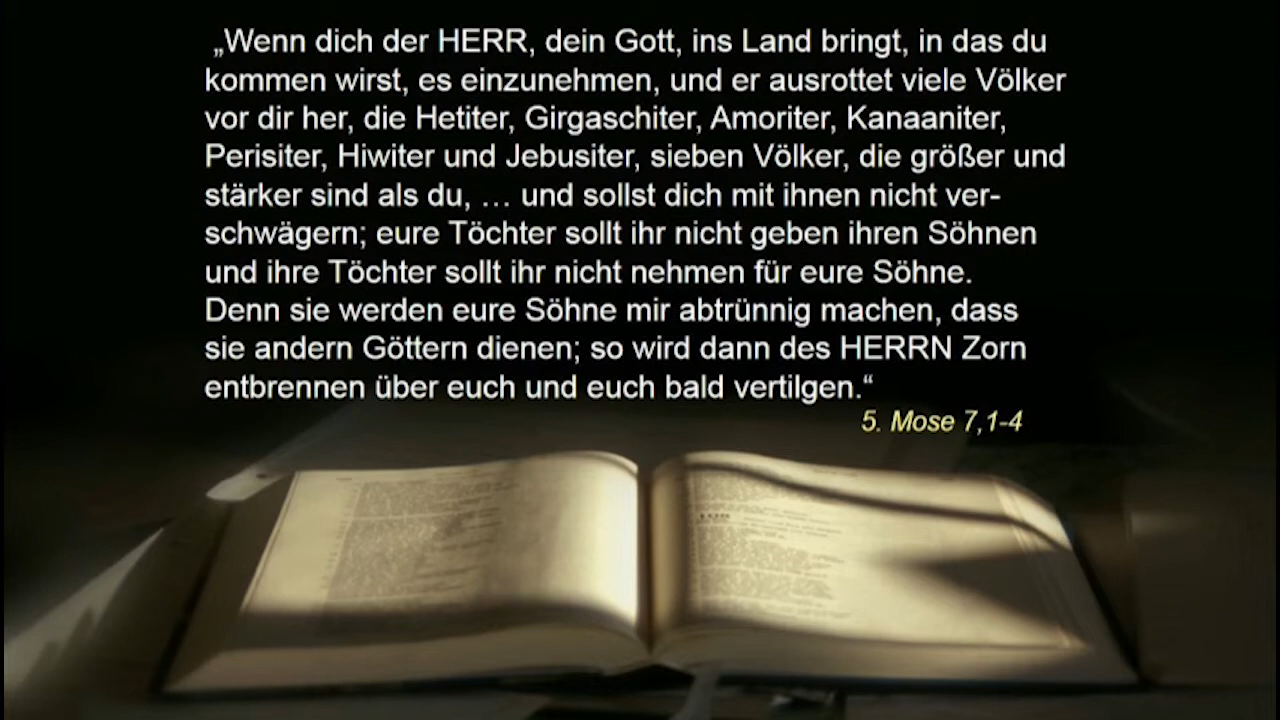 „Wenn dich der HERR, dein Gott, ins Land bringt, in das du
kommen wirst, es einzunehmen, und er ausrottet viele Völker
vor dir her, die Hetiter, Girgaschiter, Amoriter, Kanaaniter,
Perisiter, Hiwiter und Jebusiter, sieben Völker, die größer und
stärker sind als du, … und sollst dich mit ihnen nicht ver-
schwägern; eure Töchter sollt ihr nicht geben ihren Söhnen
und ihre Töchter sollt ihr nicht nehmen für eure Söhne.
Denn sie werden eure Söhne mir abtrünnig machen, dass
sie andern Göttern dienen; so wird dann des HERRN Zorn
entbrennen über euch und euch bald vertilgen.“
5. Mose 7,1-4